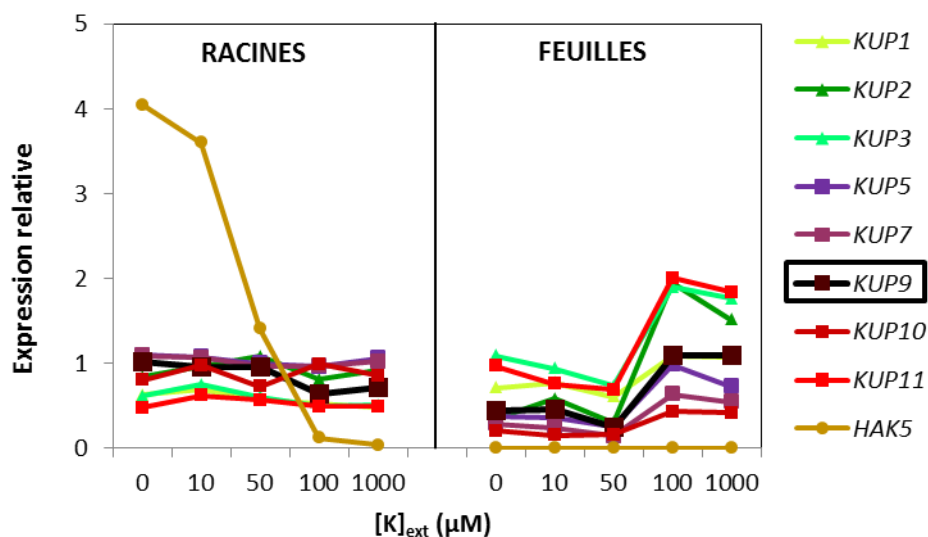 RACINES
FEUILLES
Expression relative
5
4
3
2
1
0
0 10 50 100 1000
0 10 50 100 1000
[K]ext (µM)
KUP1
KUP2
KUP3
KUP5
KUP7
KUP9
KUP10
KUP11
HAK5